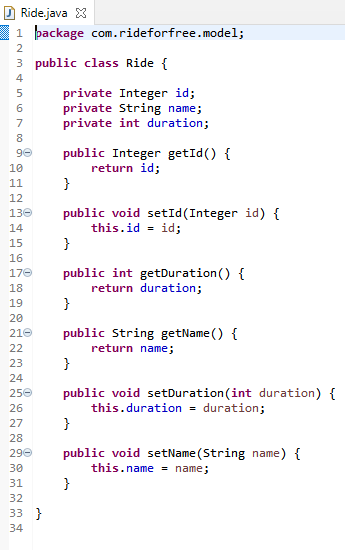 Ride.java
1 package com.rideforfree.model;
2
3 public class Ride {
4
5     private Integer id;
6     private String name;
7     private int duration;
8
9     public Integer getId() {
10         return id;
11     }
12
13     public void setId(Integer id) {
14         this.id = id;
15     }
16
17     public int getDuration() {
18         return duration;
19     }
20
21     public String getName() {
22         return name;
23     }
24
25     public void setDuration(int duration) {
26         this.duration = duration;
27     }
28
29     public void setName(String name) {
30         this.name = name;
31     }
32
33 }
34